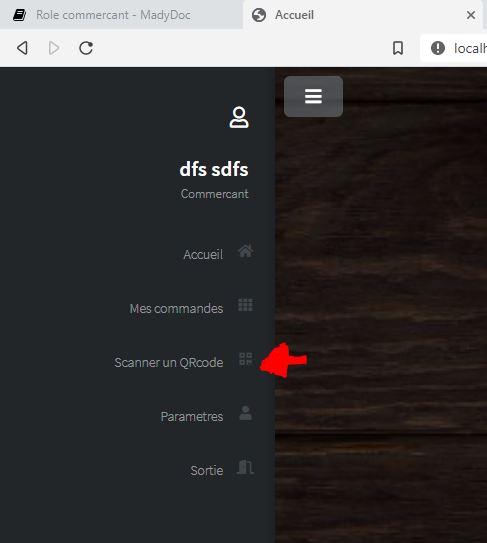 Role commercant - MadyDoc
Accueil
localh
dfs sdfs
Commercant
Accueil
Mes commandes
Scanner un QRcode
Parametres
Sortie